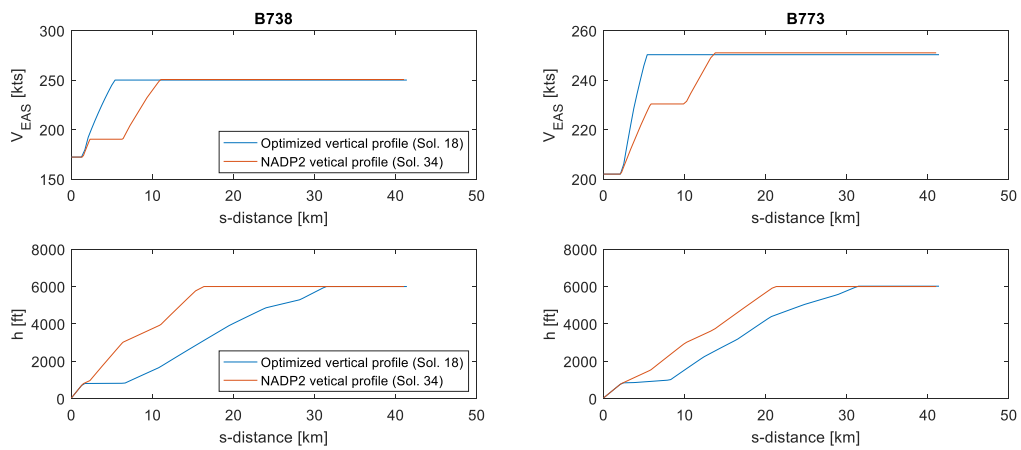 B738
300
250
200
150
V_EAS [kts]
Optimized vertical profile (Sol. 18)
NADP2 vetical profile (Sol. 34)
0 10 20 30 40 50
s-distance [km]
B773
260
240
220
200
V_EAS [kts]
0 10 20 30 40 50
s-distance [km]
8000
6000
4000
2000
0
h [ft]
Optimized vertical profile (Sol. 18)
NADP2 vetical profile (Sol. 34)
0 10 20 30 40 50
s-distance [km]
8000
6000
4000
2000
0
h [ft]
0 10 20 30 40 50
s-distance [km]